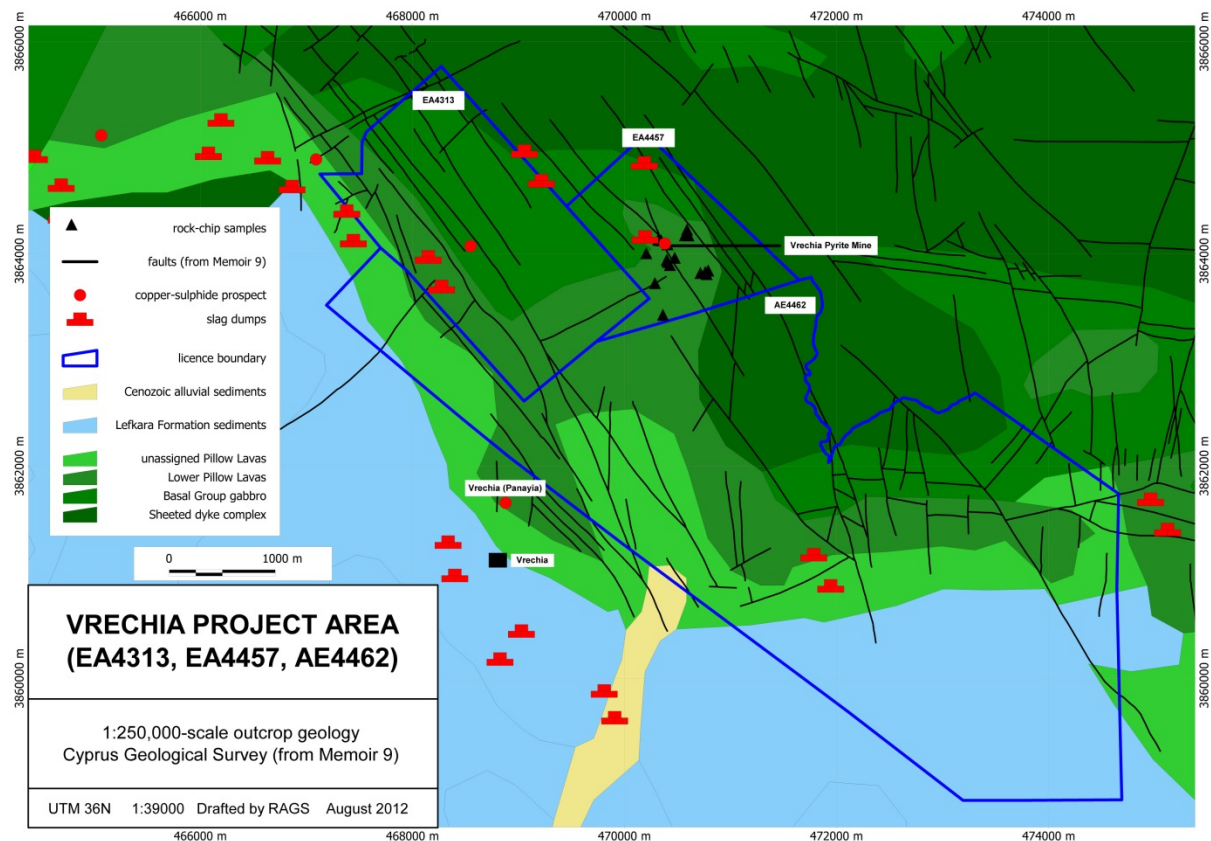 466000 m 468000 m 470000 m 472000 m 474000 m
3866000 m 3866000 m
EA4313
EA4457
rock-chip samples
faults (from Memoir 9)
copper-sulphide prospect
slag dumps
licence boundary
Cenozoic alluvial sediments
Lefkara Formation sediments
unassigned Pillow Lavas
Lower Pillow Lavas
Basal Group gabbro
Sheeted dyke complex
3864000 m 3864000 m
Vrechia Pyrite Mine
AE4462
3862000 m 3862000 m
Vrechia (Panayia)
Vrechia
0 1000 m
VRECHIA PROJECT AREA
(EA4313, EA4457, AE4462)
3860000 m 3860000 m
1:250,000-scale outcrop geology
Cyprus Geological Survey (from Memoir 9)
UTM 36N 1:39000 Drafted by RAGS August 2012
466000 m 468000 m 470000 m 472000 m 474000 m